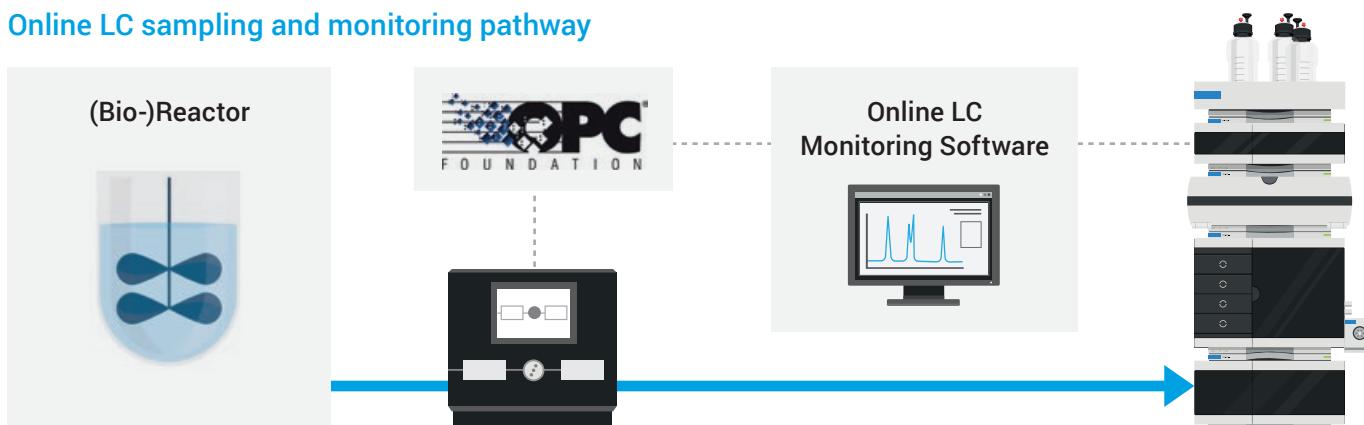 Online LC sampling and monitoring pathway
(Bio-)Reactor
OPC
FOUNDATION
Online LC
Monitoring Software